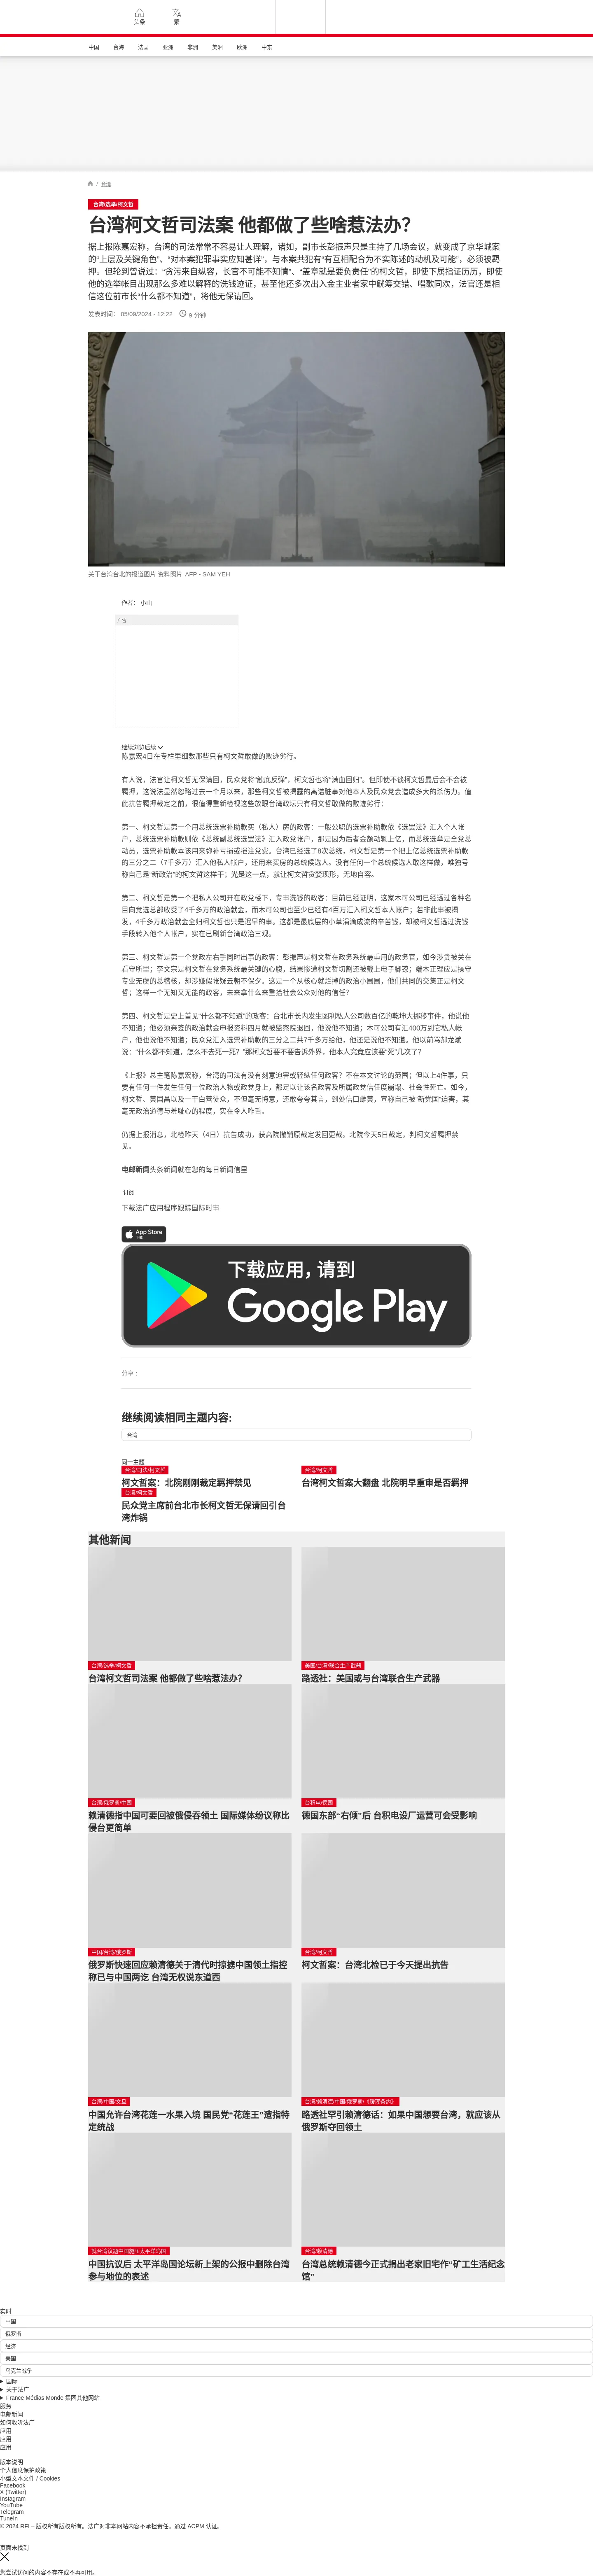 头条
繁
中国
台海
法国
亚洲
非洲
美洲
欧洲
中东
/ 台湾
台湾/选举/柯文哲
台湾柯文哲司法案 他都做了些啥惹法办?
据上报陈嘉宏称，台湾的司法常常不容易让人理解，诸如，副市长彭振声只是主持了几场会议，就变成了京华城案
的“上层及关键角色”、“对本案犯罪事实应知甚详”，与本案共犯有“有互相配合为不实陈述的动机及可能”，必须被羁
押。但轮到曾说过：“贪污来自纵容，长官不可能不知情”、“盖章就是要负责任”的柯文哲，即使下属指证历历，即使
他的选举帐目出现那么多难以解释的洗钱迹证，甚至他还多次出入金主业者家中觥筹交错、唱歌同欢，法官还是相
信这位前市长“什么都不知道”，将他无保请回。
发表时间： 05/09/2024 - 12:22
9 分钟
关于台湾台北的报道图片 资料照片 AFP - SAM YEH
作者： 小山
广告
继续浏览后续
陈嘉宏4日在专栏里细数那些只有柯文哲敢做的败迹劣行。
有人说，法官让柯文哲无保请回，民众党将“触底反弹”，柯文哲也将“满血回归”。但即使不谈柯文哲最后会不会被
羁押，这说法显然忽略过去一个月以来，那些柯文哲被揭露的离谱脏事对他本人及民众党会造成多大的杀伤力。值
此抗告羁押裁定之前，很值得重新检视这些放眼台湾政坛只有柯文哲敢做的败迹劣行：
第一、柯文哲是第一个用总统选票补助款买（私人）房的政客：一般公职的选票补助款依《选罢法》汇入个人帐
户，总统选票补助款则依《总统副总统选罢法》汇入政党帐户，那是因为后者金额动辄上亿，而总统选举是全党总
动员，选票补助款本该用来弥补亏损或挹注党费。台湾已经选了8次总统，柯文哲是第一个把上亿总统选票补助款
的三分之二（7千多万）汇入他私人帐户，还用来买房的总统候选人。没有任何一个总统候选人敢这样做，唯独号
称自己是“新政治”的柯文哲这样干；光是这一点，就让柯文哲贪婪现形，无地自容。
第二、柯文哲是第一个把私人公司开在政党楼下，专事洗钱的政客：目前已经证明，这家木可公司已经透过各种名
目向竞选总部收受了4千多万的政治献金，而木可公司也至少已经有4百万汇入柯文哲本人帐户；若非此事被揭
发，4千多万政治献金全归柯文哲也只是迟早的事。这都是最底层的小草涓滴成流的辛苦钱，却被柯文哲透过洗钱
手段转入他个人帐户，实在已刷新台湾政治三观。
第三、柯文哲是第一个党政左右手同时出事的政客：彭振声是柯文哲在政务系统最重用的政务官，如今涉贪被关在
看守所里；李文宗是柯文哲在党务系统最关键的心腹，结果惨遭柯文哲切割还被戴上电子脚镣；端木正理应是操守
专业无虞的总稽核，却涉嫌假帐疑云朝不保夕。这是一个从核心就烂掉的政治小圈圈，他们共同的交集正是柯文
哲；这样一个无知又无能的政客，未来拿什么来重拾社会公众对他的信任?
第四、柯文哲是史上首见“什么都不知道”的政客：台北市长内发生图利私人公司数百亿的乾坤大挪移事件，他说他
不知道；他必须亲签的政治献金申报资料四月就被监察院退回，他说他不知道；木可公司有汇400万到它私人帐
户，他也说他不知道；民众党汇入选票补助款的三分之二共7千多万给他，他还是说他不知道。他以前骂郝龙斌
说：“什么都不知道，怎么不去死一死？”那柯文哲要不要告诉外界，他本人究竟应该要“死”几次了?
《上报》总主笔陈嘉宏称，台湾的司法有没有刻意迫害或轻纵任何政客？不在本文讨论的范围；但以上4件事，只
要有任何一件发生任何一位政治人物或政党身上，都足以让该名政客及所属政党信任度崩塌、社会性死亡。如今，
柯文哲、黄国昌以及一干白营徒众，不但毫无悔意，还敢夸夸其言，到处信口雌黄，宣称自己被“新党国”迫害，其
毫无政治道德与羞耻心的程度，实在令人咋舌。
仍据上报消息，北检昨天（4日）抗告成功，获高院撤销原裁定发回更裁。北院今天5日裁定，判柯文哲羁押禁
见。
电邮新闻头条新闻就在您的每日新闻信里
订阅
下载法广应用程序跟踪国际时事
App Store
下载
下载应用，请到
Google Play
分享 :
继续阅读相同主题内容:
台湾
同一主题
台湾/司法/柯文哲
柯文哲案：北院刚刚裁定羁押禁见
台湾/柯文哲
台湾柯文哲案大翻盘 北院明早重审是否羁押
台湾/柯文哲
民众党主席前台北市长柯文哲无保请回引台
湾炸锅
其他新闻
台湾/选举/柯文哲
台湾柯文哲司法案 他都做了些啥惹法办?
美国/台湾/联合生产武器
路透社：美国或与台湾联合生产武器
台湾/俄罗斯/中国
赖清德指中国可要回被俄侵吞领土 国际媒体纷议称比
侵台更简单
台积电/德国
德国东部“右倾”后 台积电设厂运营可会受影响
中国/台湾/俄罗斯
俄罗斯快速回应赖清德关于清代时掠掳中国领土指控
称已与中国两讫 台湾无权说东道西
台湾/柯文哲
柯文哲案：台湾北检已于今天提出抗告
台湾/中国/文旦
中国允许台湾花莲一水果入境 国民党“花莲王”遭指特
定统战
台湾/赖清德/中国/俄罗斯/《瑷珲条约》
路透社罕引赖清德话：如果中国想要台湾，就应该从
俄罗斯夺回领土
就台湾议题中国施压太平洋岛国
中国抗议后 太平洋岛国论坛新上架的公报中删除台湾
参与地位的表述
台湾/赖清德
台湾总统赖清德今正式捐出老家旧宅作“矿工生活纪念
馆”
实时
中国
俄罗斯
经济
美国
乌克兰战争
国际
关于法广
France Médias Monde 集团其他网站
服务
电邮新闻
如何收听法广
应用
应用
应用
版本说明
个人信息保护政策
小型文本文件 / Cookies
Facebook
X (Twitter)
Instagram
YouTube
Telegram
TuneIn
© 2024 RFI – 版权所有版权所有。法广对非本网站内容不承担责任。通过 ACPM 认证。
页面未找到
您尝试访问的内容不存在或不再可用。